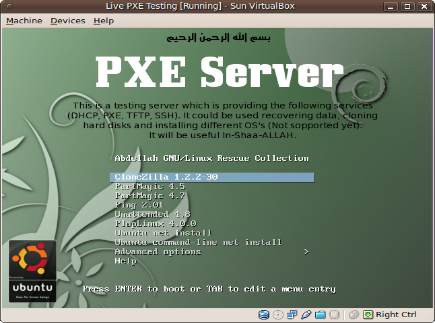 Live PXE Testing [Running] - Sun VirtualBox
Machine Devices Help
بسم الله الرحمن الرحيم
PXE Server
This is a testing server which is providing the following services
(DHCP, PXE, TFTP, SSH). It could be used recovering data, cloning
hard disks and installing different OS's (Not sopported yet).
It will be useful In-Shaa-ALLAH.
Abdellah GNU/Linux Rescue Collection
CloneZilla 1.2.2-30
PartMagic 4.5
PartMagic 4.7
Ping 2.01
Unattended 4.8
PlopLinux 4.0.0
Ubuntu net install
Ubuntu command-line net install
Advanced options >
Help
ubuntu
Press ENTER to boot or TAB to edit a menu entry
Right Ctrl